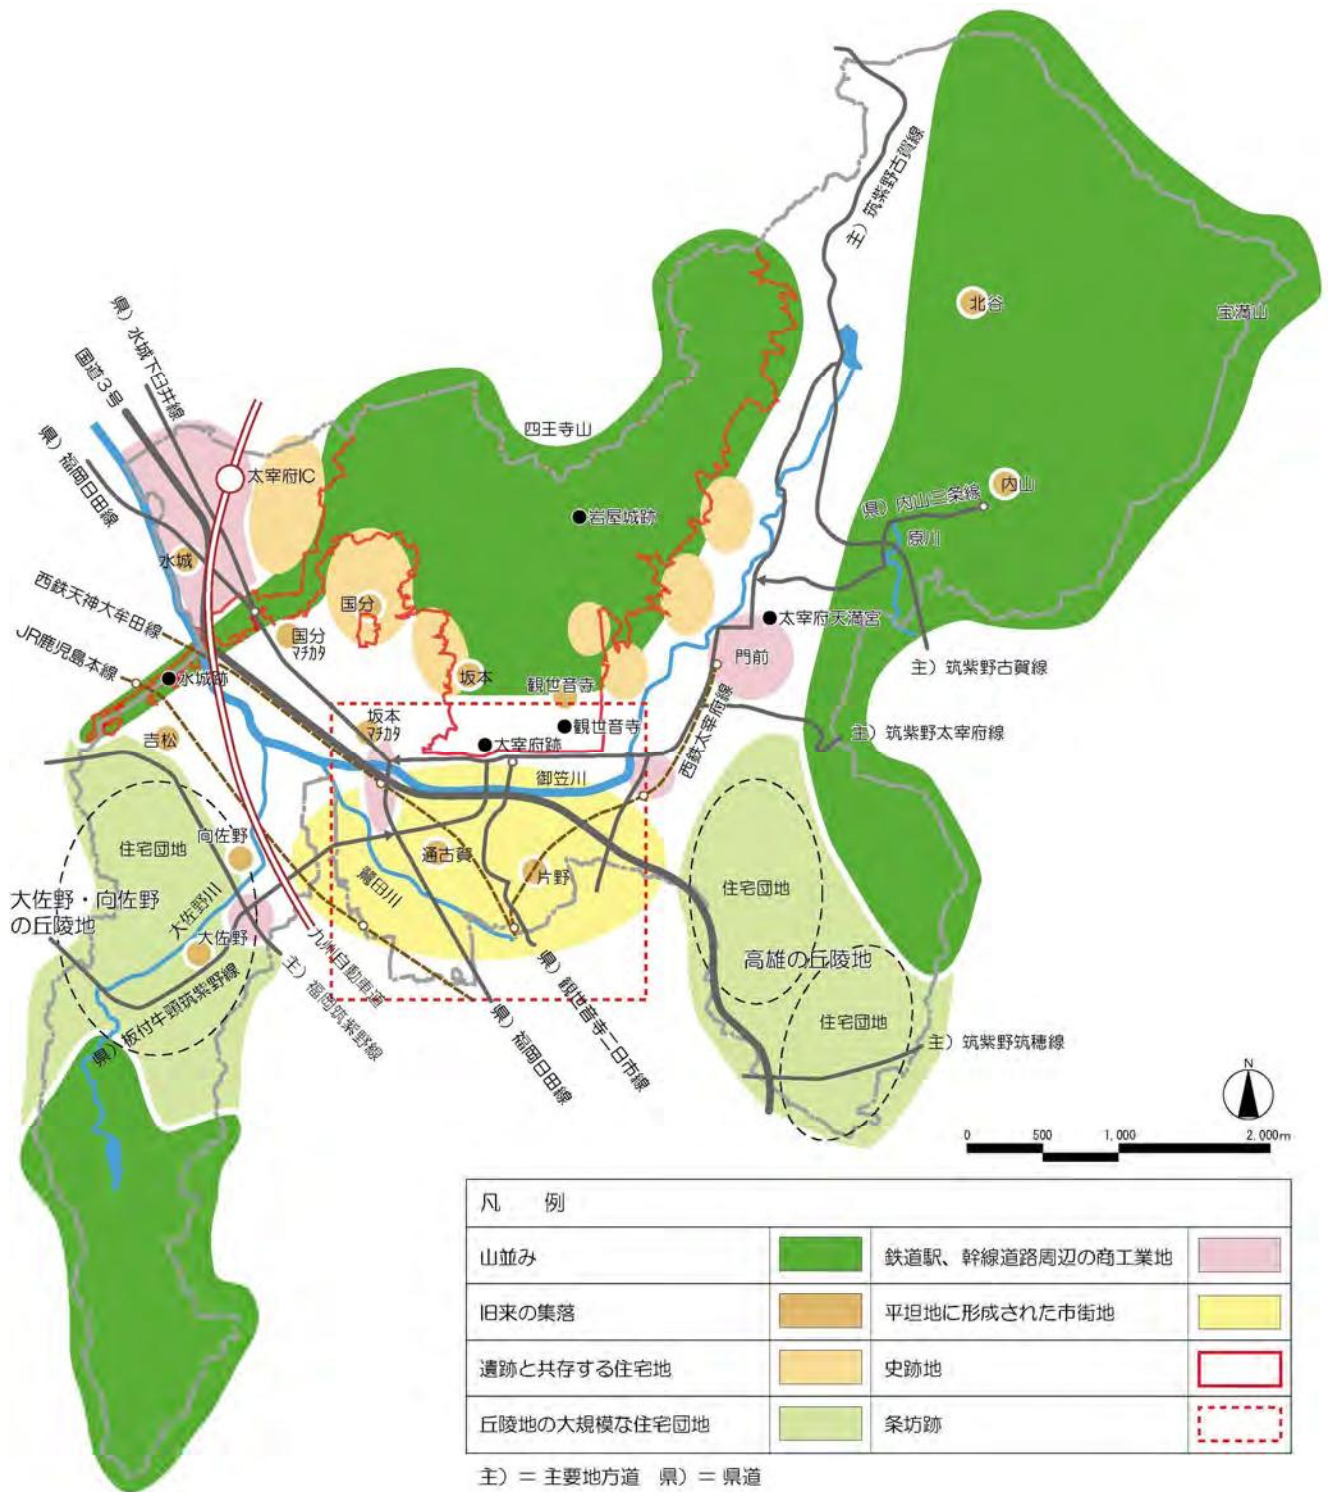 主）筑紫野古賀線
北谷
宝満山
県）水城下臼井線
国道3号
県）福岡日田線
四王寺山
太宰府IC
岩屋城跡
県）内山三条線
内山
原川
水城
西鉄天神大牟田線
JR鹿児島本線
国分
国分
マチカタ
太宰府天満宮
門前
主）筑紫野古賀線
水城跡
坂本
観世音寺
吉松
坂本
マチカタ
観世音寺
大宰府跡
西鉄太宰府線
主）筑紫野太宰府線
御笠川
住宅団地
向佐野
通古賀
片野
鷺田川
住宅団地
大佐野・向佐野
の丘陵地
大佐野川
大佐野
高雄の丘陵地
九州自動車道
主）福岡筑紫野線
県）板付牛頸筑紫野線
県）福岡日田線
県）観世音寺二日市線
住宅団地
主）筑紫野筑穂線
N
0 500 1,000 2,000m
凡　例
山並み 鉄道駅、幹線道路周辺の商工業地
旧来の集落 平坦地に形成された市街地
遺跡と共存する住宅地 史跡地
丘陵地の大規模な住宅団地 条坊跡
主）＝主要地方道　県）＝県道